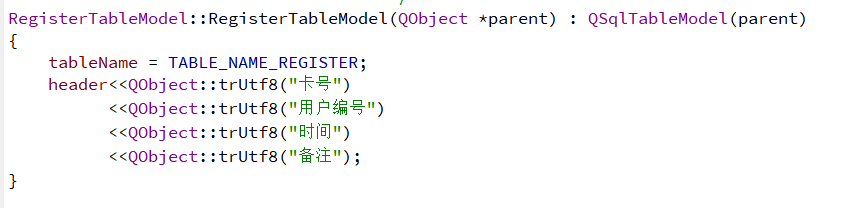 RegisterTableModel::RegisterTableModel(QObject *parent) : QSqlTableModel(parent)
{
    tableName = TABLE_NAME_REGISTER;
    header<<QObject::trUtf8("卡号")
          <<QObject::trUtf8("用户编号")
          <<QObject::trUtf8("时间")
          <<QObject::trUtf8("备注");
}